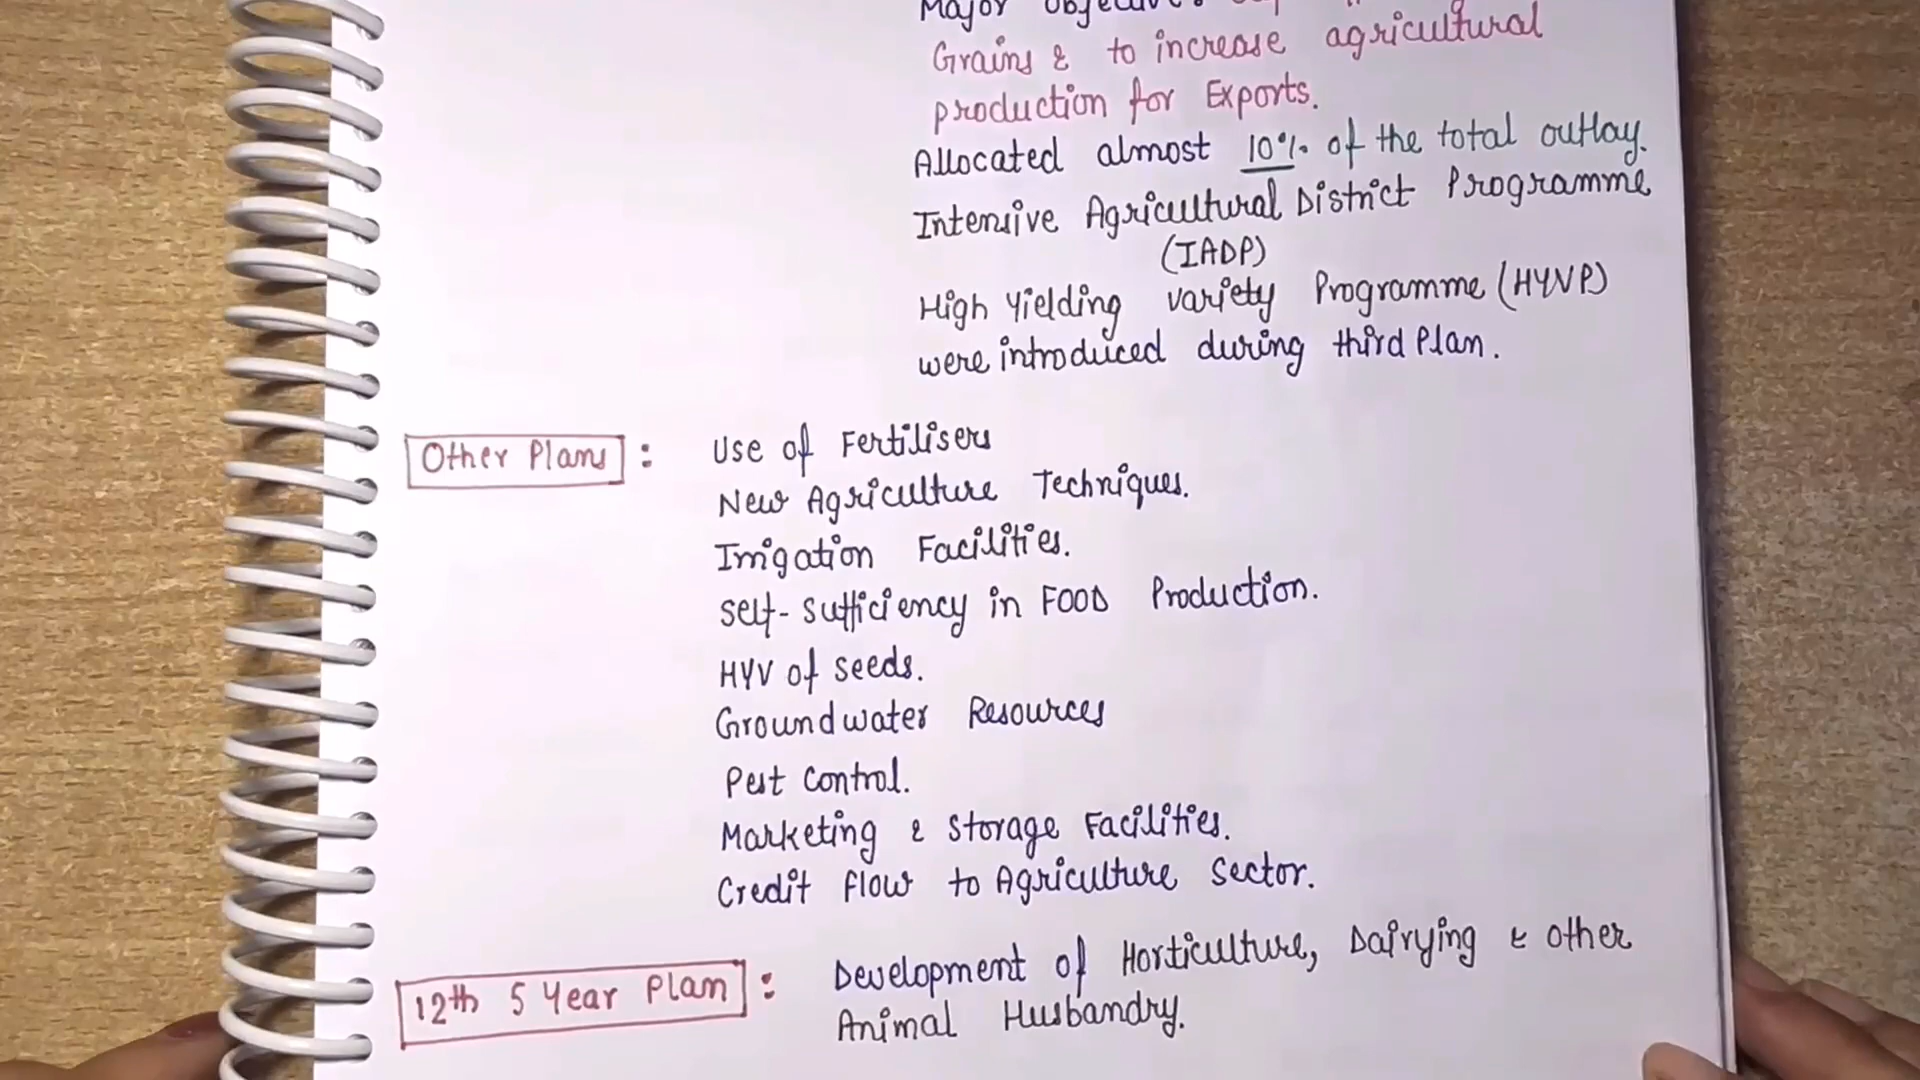 Major Objective:
Grains & to increase agricultural
production for Exports.
Allocated almost 10% of the total outlay.
Intensive Agricultural District Programme
(IADP)
High Yielding variety Programme (HYVP)
were introduced during third Plan.
Other Plans : Use of Fertilisers
New Agriculture Techniques.
Irrigation Facilities.
Self-sufficiency in FOOD Production.
HYV of seeds.
Groundwater Resources
Pest Control.
Marketing & Storage Facilities.
Credit flow to Agriculture Sector.
12th 5 Year Plan : Development of Horticulture, Dairying & other
Animal Husbandry.